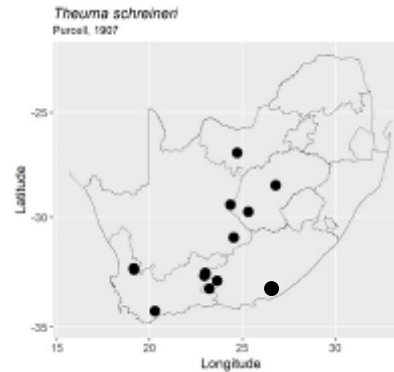 Theuma schreineri
Purcell, 1907
-25
-30
-35
Latitude
15 20 25 30
Longitude